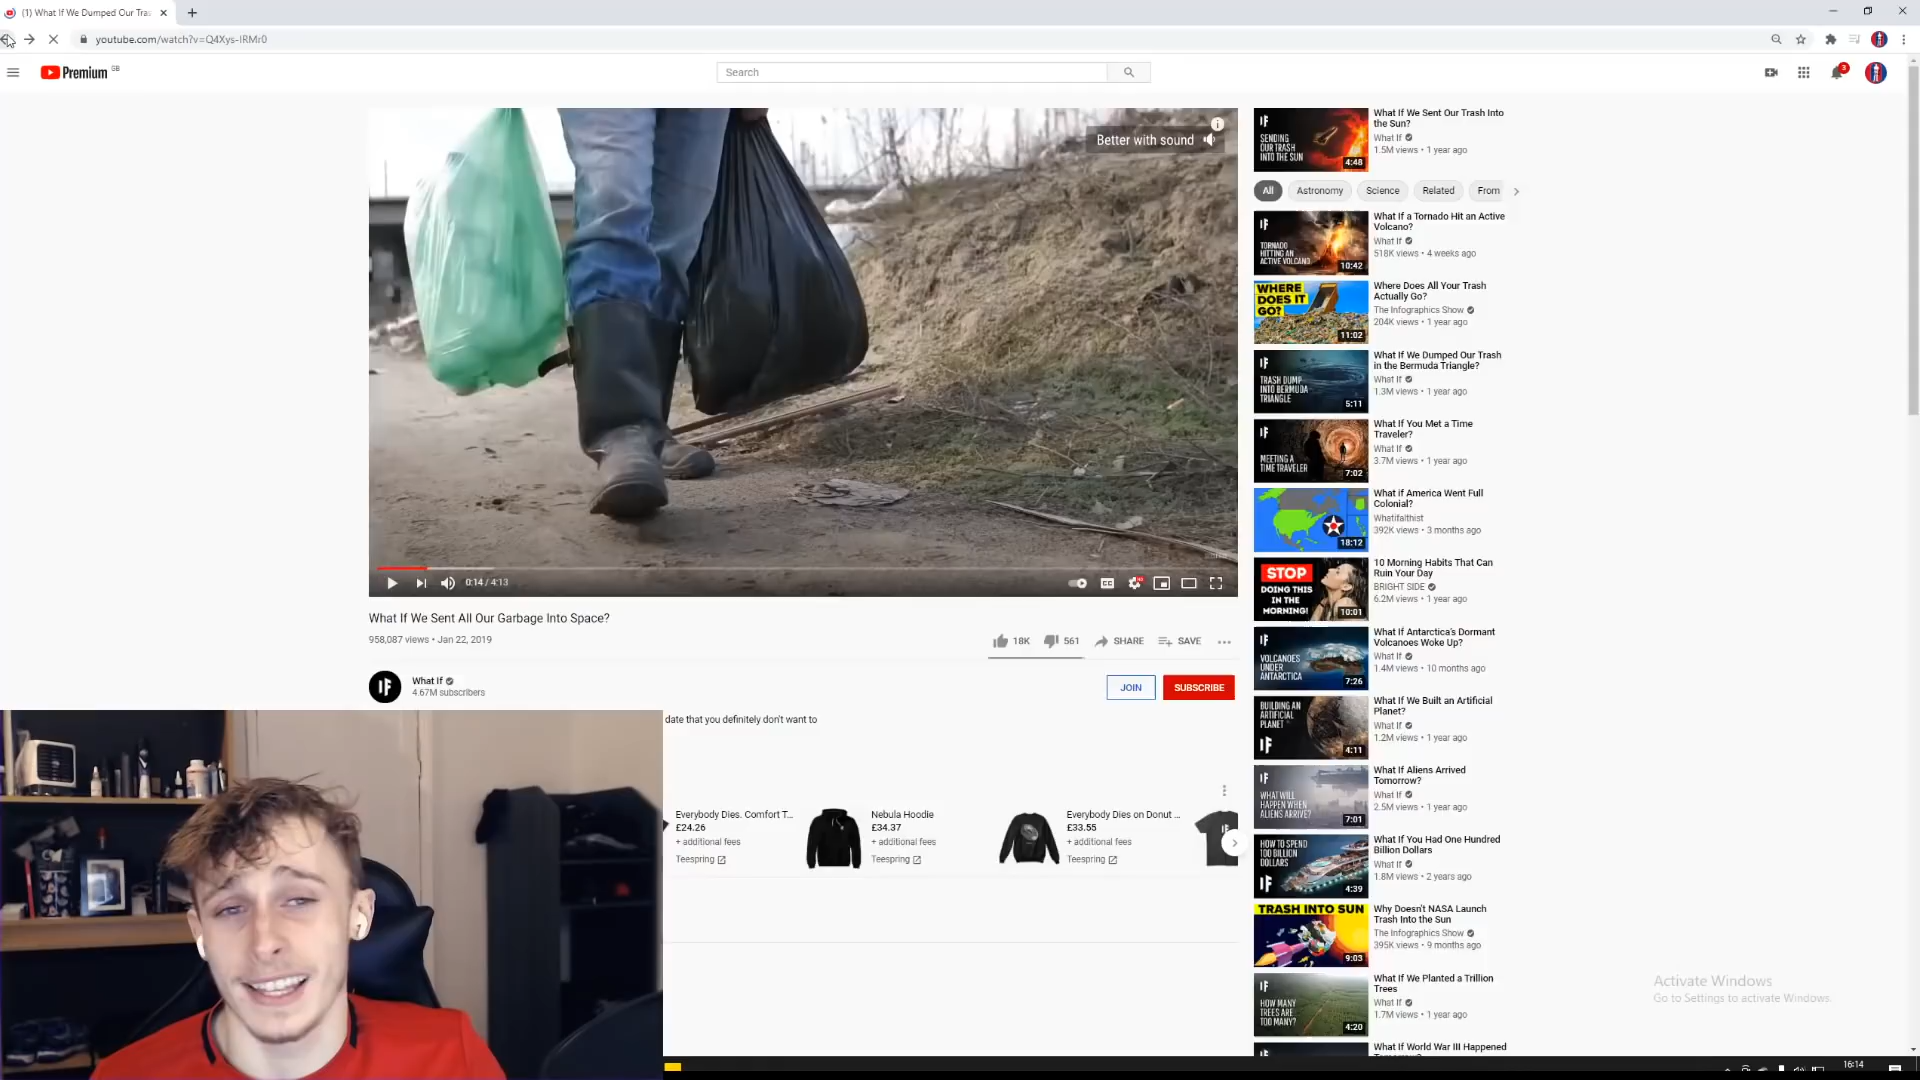 (1) What If We Dumped Our Tras
youtube.com/watch?v=Q4Xys-IRMr0
Premium GB
Search
3
Better with sound
0:14 / 4:13
What If We Sent All Our Garbage Into Space?
958,087 views • Jan 22, 2019
18K
561
SHARE
SAVE
What If
4.67M subscribers
JOIN
SUBSCRIBE
date that you definitely don't want to
Everybody Dies. Comfort T...
£24.26
+ additional fees
Teespring
Nebula Hoodie
£34.37
+ additional fees
Teespring
Everybody Dies on Donut ...
£33.55
+ additional fees
Teespring
SENDING
OUR TRASH
INTO THE SUN
4:48
What If We Sent Our Trash Into
the Sun?
What If
1.5M views • 1 year ago
All
Astronomy
Science
Related
From
TORNADO
HITTING AN
ACTIVE VOLCANO
10:42
What If a Tornado Hit an Active
Volcano?
What If
518K views • 4 weeks ago
WHERE
DOES IT
GO?
11:02
Where Does All Your Trash
Actually Go?
The Infographics Show
204K views • 1 year ago
TRASH DUMP
INTO BERMUDA
TRIANGLE
5:11
What If We Dumped Our Trash
in the Bermuda Triangle?
What If
1.3M views • 1 year ago
MEETING A
TIME TRAVELER
7:02
What If You Met a Time
Traveler?
What If
3.7M views • 1 year ago
18:12
What if America Went Full
Colonial?
Whatifalthist
392K views • 3 months ago
STOP
DOING THIS
IN THE
MORNING!
10:01
10 Morning Habits That Can
Ruin Your Day
BRIGHT SIDE
6.2M views • 1 year ago
VOLCANOES
UNDER
ANTARCTICA
7:26
What If Antarctica's Dormant
Volcanoes Woke Up?
What If
1.4M views • 10 months ago
BUILDING AN
ARTIFICIAL
PLANET
4:11
What If We Built an Artificial
Planet?
What If
1.2M views • 1 year ago
WHAT WILL
HAPPEN WHEN
ALIENS ARRIVE?
7:01
What If Aliens Arrived
Tomorrow?
What If
2.5M views • 1 year ago
HOW TO SPEND
100 BILLION
DOLLARS
4:39
What If You Had One Hundred
Billion Dollars
What If
1.8M views • 2 years ago
TRASH INTO SUN
9:03
Why Doesn't NASA Launch
Trash Into the Sun
The Infographics Show
395K views • 9 months ago
HOW MANY
TREES ARE
TOO MANY?
4:20
What If We Planted a Trillion
Trees
What If
1.7M views • 1 year ago
What If World War III Happened
Activate Windows
Go to Settings to activate Windows.
16:14